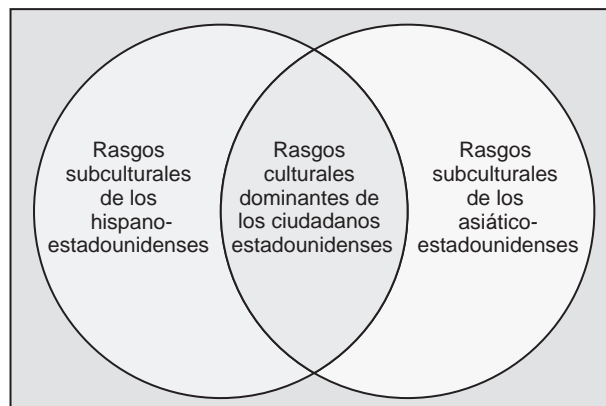 Rasgos
subculturales
de los
hispano-
estadounidenses
Rasgos
culturales
dominantes de
los ciudadanos
estadounidenses
Rasgos
subculturales
de los
asiático-
estadounidenses